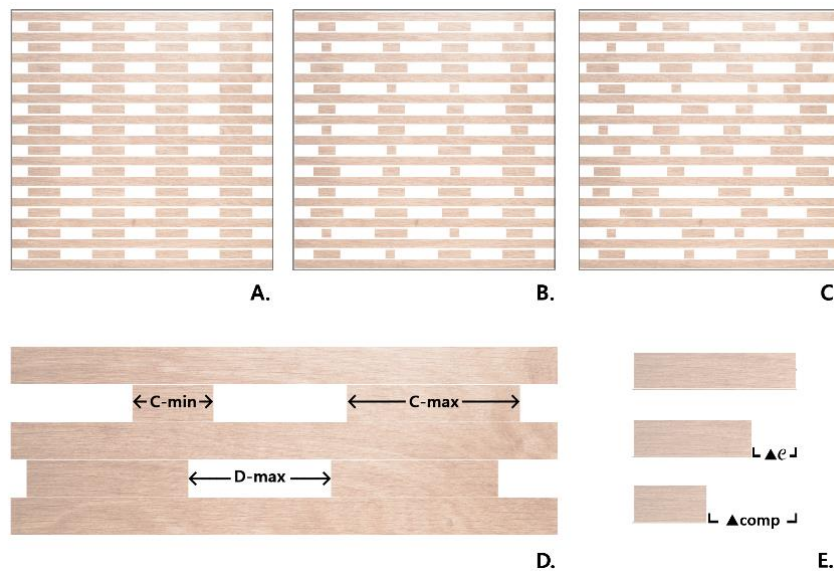 A.
B.
C
C-min
C-max
D-max
▲e
▲comp
D.
E.